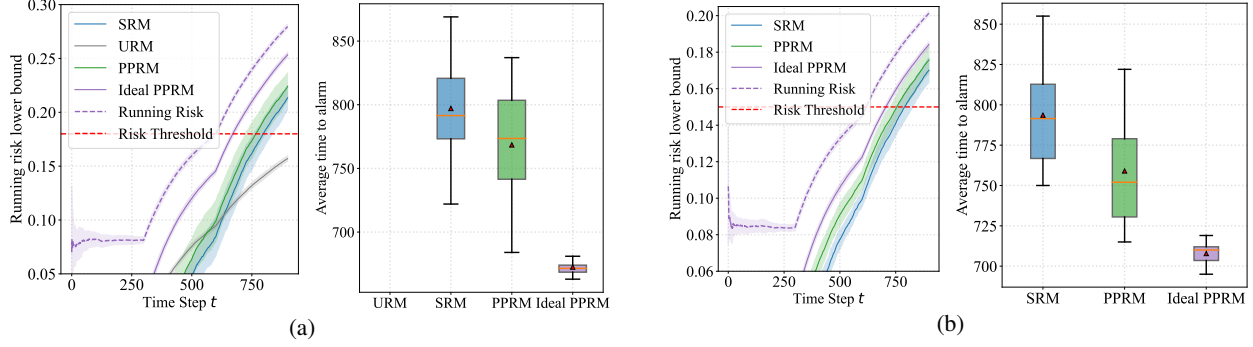 0.30
0.25
0.20
0.15
0.10
0.05
Running risk lower bound
SRM
URM
PPRM
Ideal PPRM
Running Risk
Risk Threshold
0 250 500 750
Time Step t
Average time to alarm
850
800
750
700
URM SRM PPRM Ideal PPRM
(a)
0.20
0.18
0.16
0.14
0.12
0.10
0.08
0.06
Running risk lower bound
SRM
PPRM
Ideal PPRM
Running Risk
Risk Threshold
0 250 500 750
Time Step t
Average time to alarm
850
825
800
775
750
725
700
SRM PPRM Ideal PPRM
(b)